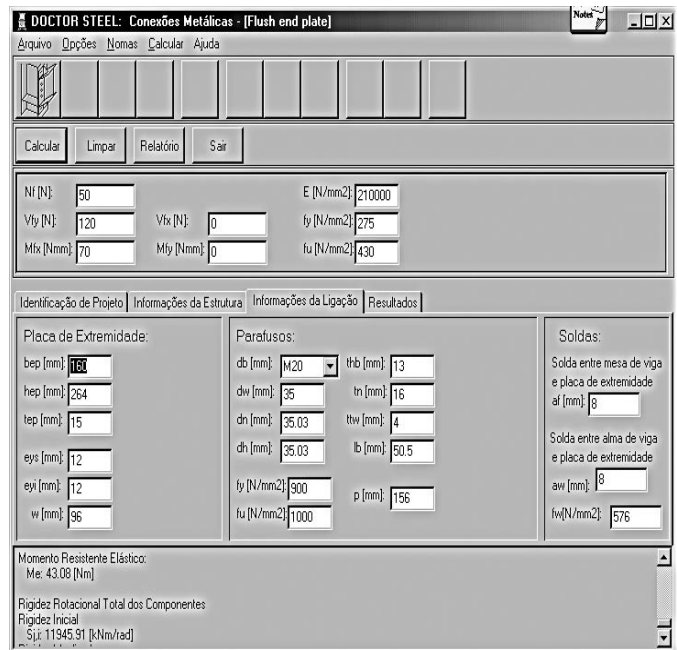 DOCTOR STEEL: Conexões Metálicas - [Flush end plate]
Notes
Arquivo Opções Nomas Calcular Ajuda
Calcular Limpar Relatório Sair
Nf [N]: 50 E [N/mm2]: 210000
Vfy [N]: 120 Vfx [N]: 0 fy [N/mm2]: 275
Mfx [Nmm]: 70 Mfy [Nmm]: 0 fu [N/mm2]: 430
Identificação de Projeto Informações da Estrutura Informações da Ligação Resultados
Placa de Extremidade:
bep [mm]: 160
hep [mm]: 264
tep [mm]: 15
eys [mm]: 12
eyi [mm]: 12
w [mm]: 96
Parafusos:
db [mm]: M20 thb [mm]: 13
dw [mm]: 35 tn [mm]: 16
dn [mm]: 35.03 ttw [mm]: 4
dh [mm]: 35.03 lb [mm]: 50.5
fy [N/mm2]: 900
p [mm]: 156
fu [N/mm2]: 1000
Soldas:
Solda entre mesa de viga
e placa de extremidade
af [mm]: 8
Solda entre alma de viga
e placa de extremidade
aw [mm]: 8
fw[N/mm2]: 576
Momento Resistente Elástico:
Me: 43.08 [Nm]
Rigidez Rotacional Total dos Componentes
Rigidez Inicial
Sj,i: 11945.91 [kNm/rad]